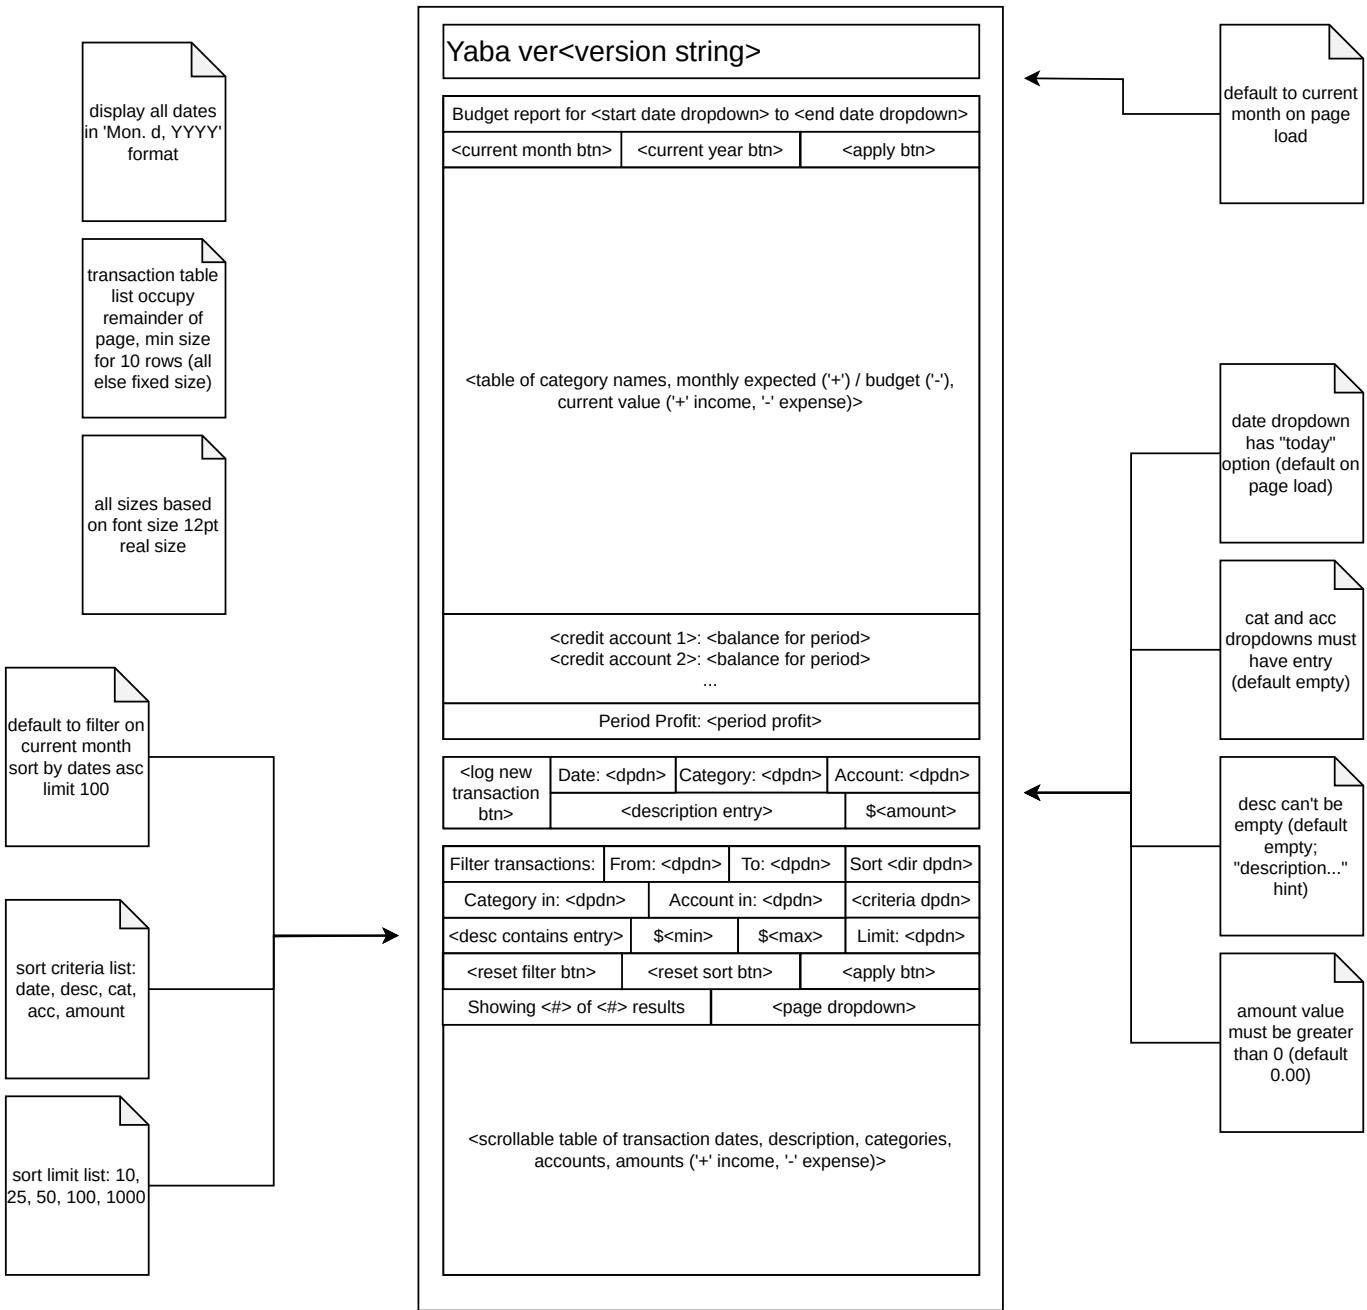 Yaba ver<version string>
Budget report for <start date dropdown> to <end date dropdown>
<current month btn>
<current year btn>
<apply btn>
<table of category names, monthly expected ('+') / budget ('-'),
current value ('+' income, '-' expense)>
<credit account 1>: <balance for period>
<credit account 2>: <balance for period>
...
Period Profit: <period profit>
<log new
transaction
btn>
Date: <dpdn>
Category: <dpdn>
Account: <dpdn>
<description entry>
$<amount>
Filter transactions:
From: <dpdn>
To: <dpdn>
Sort <dir dpdn>
Category in: <dpdn>
Account in: <dpdn>
<criteria dpdn>
<desc contains entry>
$<min>
$<max>
Limit: <dpdn>
<reset filter btn>
<reset sort btn>
<apply btn>
Showing <#> of <#> results
<page dropdown>
<scrollable table of transaction dates, description, categories,
accounts, amounts ('+' income, '-' expense)>
display all dates
in 'Mon. d, YYYY'
format
transaction table
list occupy
remainder of
page, min size
for 10 rows (all
else fixed size)
all sizes based
on font size 12pt
real size
default to filter on
current month
sort by dates asc
limit 100
sort criteria list:
date, desc, cat,
acc, amount
sort limit list: 10,
25, 50, 100, 1000
default to current
month on page
load
date dropdown
has "today"
option (default on
page load)
cat and acc
dropdowns must
have entry
(default empty)
desc can't be
empty (default
empty;
"description..."
hint)
amount value
must be greater
than 0 (default
0.00)